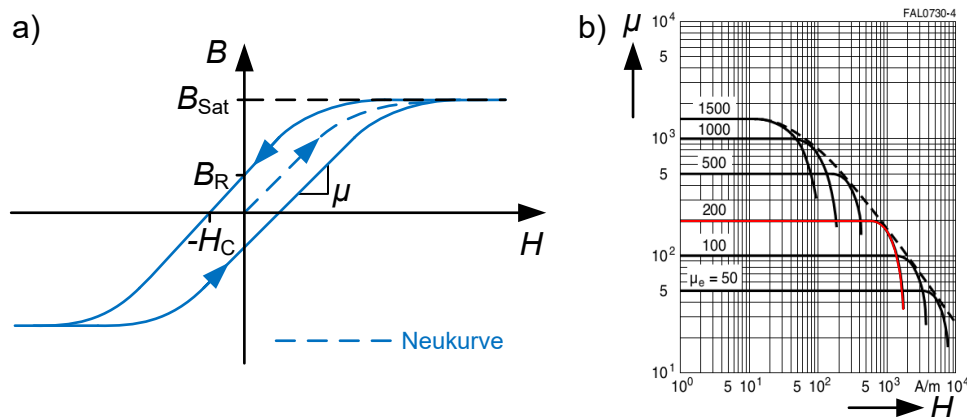 a)
B
B_Sat
B_R
μ
-H_C
H
Neukurve
b)
FAL0730-4
μ
10^4
5
10^3
5
10^2
5
10^1
1500
1000
500
200
100
μ_e = 50
10^0 5 10^1 5 10^2 5 10^3 A/m 10^4
H